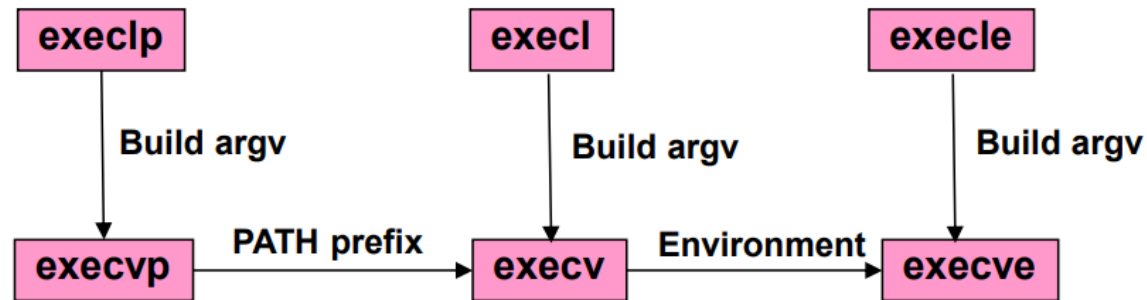 execlp
execl
execle
Build argv
Build argv
Build argv
PATH prefix
Environment
execvp
execv
execve